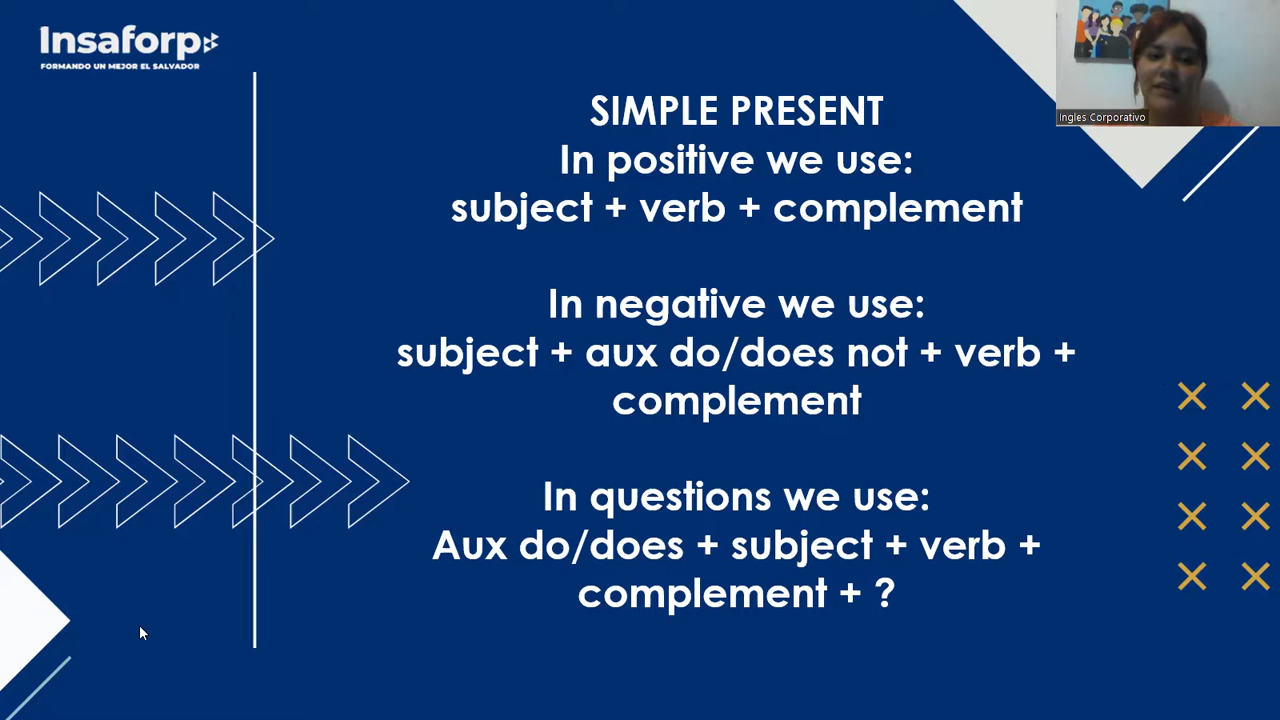 Insaforp
FORMANDO UN MEJOR EL SALVADOR
Ingles Corporativo
SIMPLE PRESENT
In positive we use:
subject + verb + complement
In negative we use:
subject + aux do/does not + verb +
complement
In questions we use:
Aux do/does + subject + verb +
complement + ?